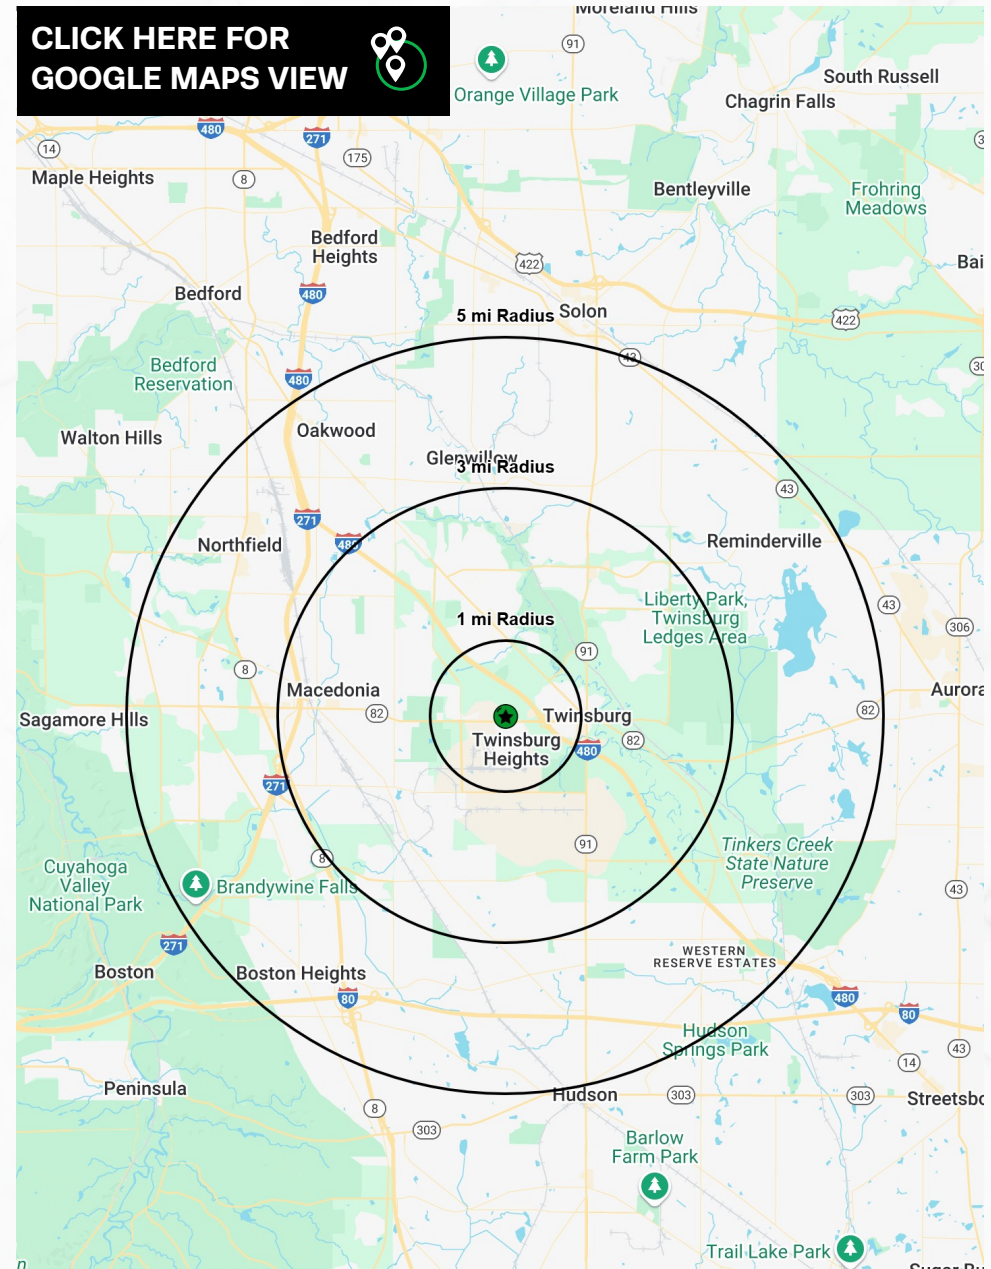 Moreland Hills
CLICK HERE FOR
GOOGLE MAPS VIEW
91
Orange Village Park
South Russell
Chagrin Falls
480
271
14
175
8
Maple Heights
Bentleyville
Frohring
Meadows
Bedford
Heights
422
Bai
480
Bedford
5 mi Radius
Solon
422
43
Bedford
Reservation
480
30
Oakwood
Walton Hills
Glenwillow
3 mi Radius
43
271
480
Northfield
Reminderville
Liberty Park,
Twinsburg
Ledges Area
43
306
1 mi Radius
91
8
Macedonia
82
Sagamore Hills
Twinsburg
82
Aurora
Twinsburg
Heights
480
82
271
91
8
Tinkers Creek
State Nature
Preserve
Cuyahoga
Valley
National Park
Brandywine Falls
43
271
WESTERN
RESERVE ESTATES
Boston
Boston Heights
80
480
80
Hudson
Springs Park
43
14
Peninsula
Hudson
303
303
Streetsbo
8
303
Barlow
Farm Park
Trail Lake Park